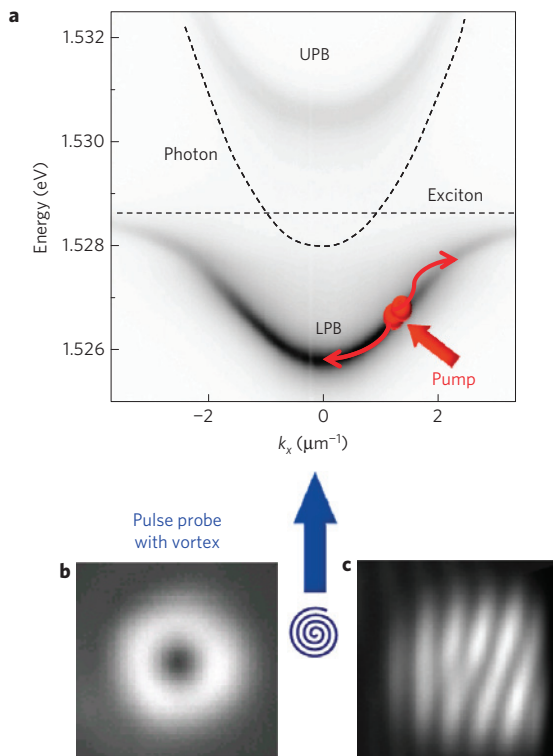 a
1.532
1.530
1.528
1.526
Energy (eV)
UPB
Photon
Exciton
LPB
Pump
−2
0
2
kₓ (μm⁻¹)
Pulse probe
with vortex
b
c